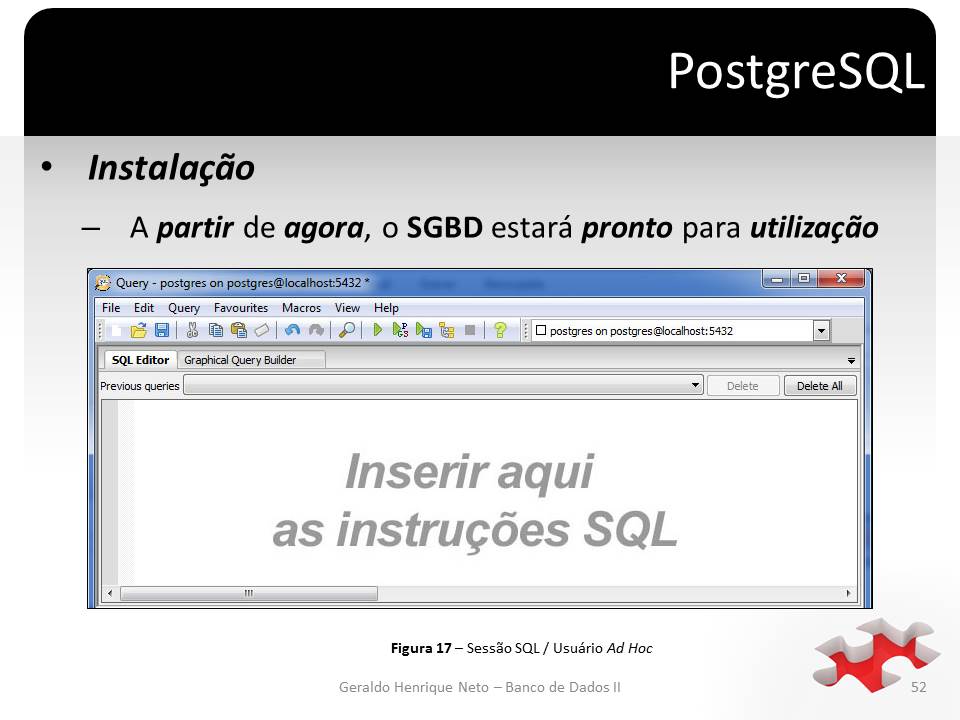 PostgreSQL
• Instalação
– A partir de agora, o SGBD estará pronto para utilização
Query - postgres on postgres@localhost:5432 *
File Edit Query Favourites Macros View Help
postgres on postgres@localhost:5432
SQL Editor Graphical Query Builder
Previous queries Delete Delete All
Inserir aqui
as instruções SQL
Figura 17 – Sessão SQL / Usuário Ad Hoc
Geraldo Henrique Neto – Banco de Dados II 52